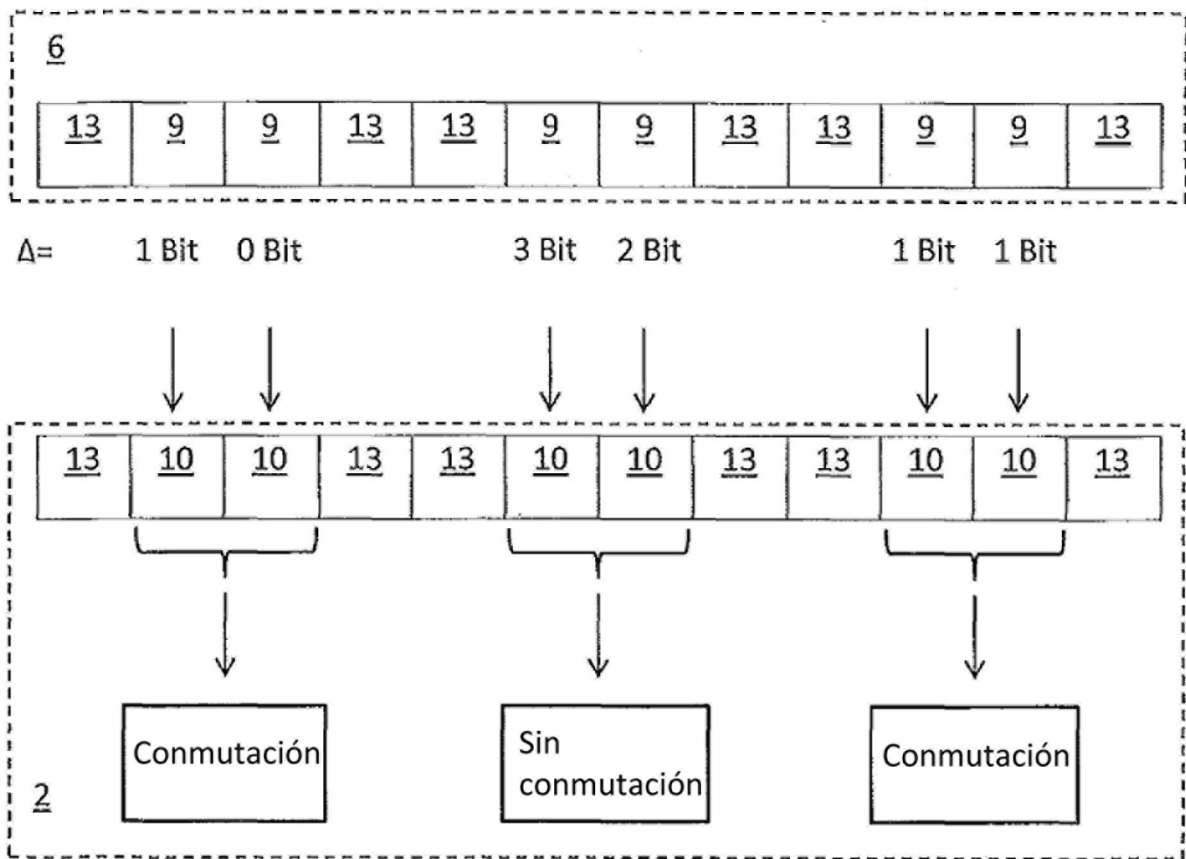 6
13 9 9 13 13 9 9 13 13 9 9 13
Δ= 1 Bit 0 Bit 3 Bit 2 Bit 1 Bit 1 Bit
13 10 10 13 13 10 10 13 13 10 10 13
Conmutación
Sin
conmutación
Conmutación
2